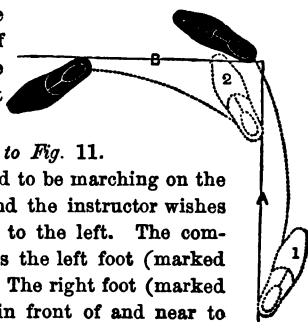 e
f
B
e
2
t
to Fig. 11.
d to be marching on the
nd the instructor wishes
A
to the left. The com-
s the left foot (marked
1
The right foot (marked
in front of and near to